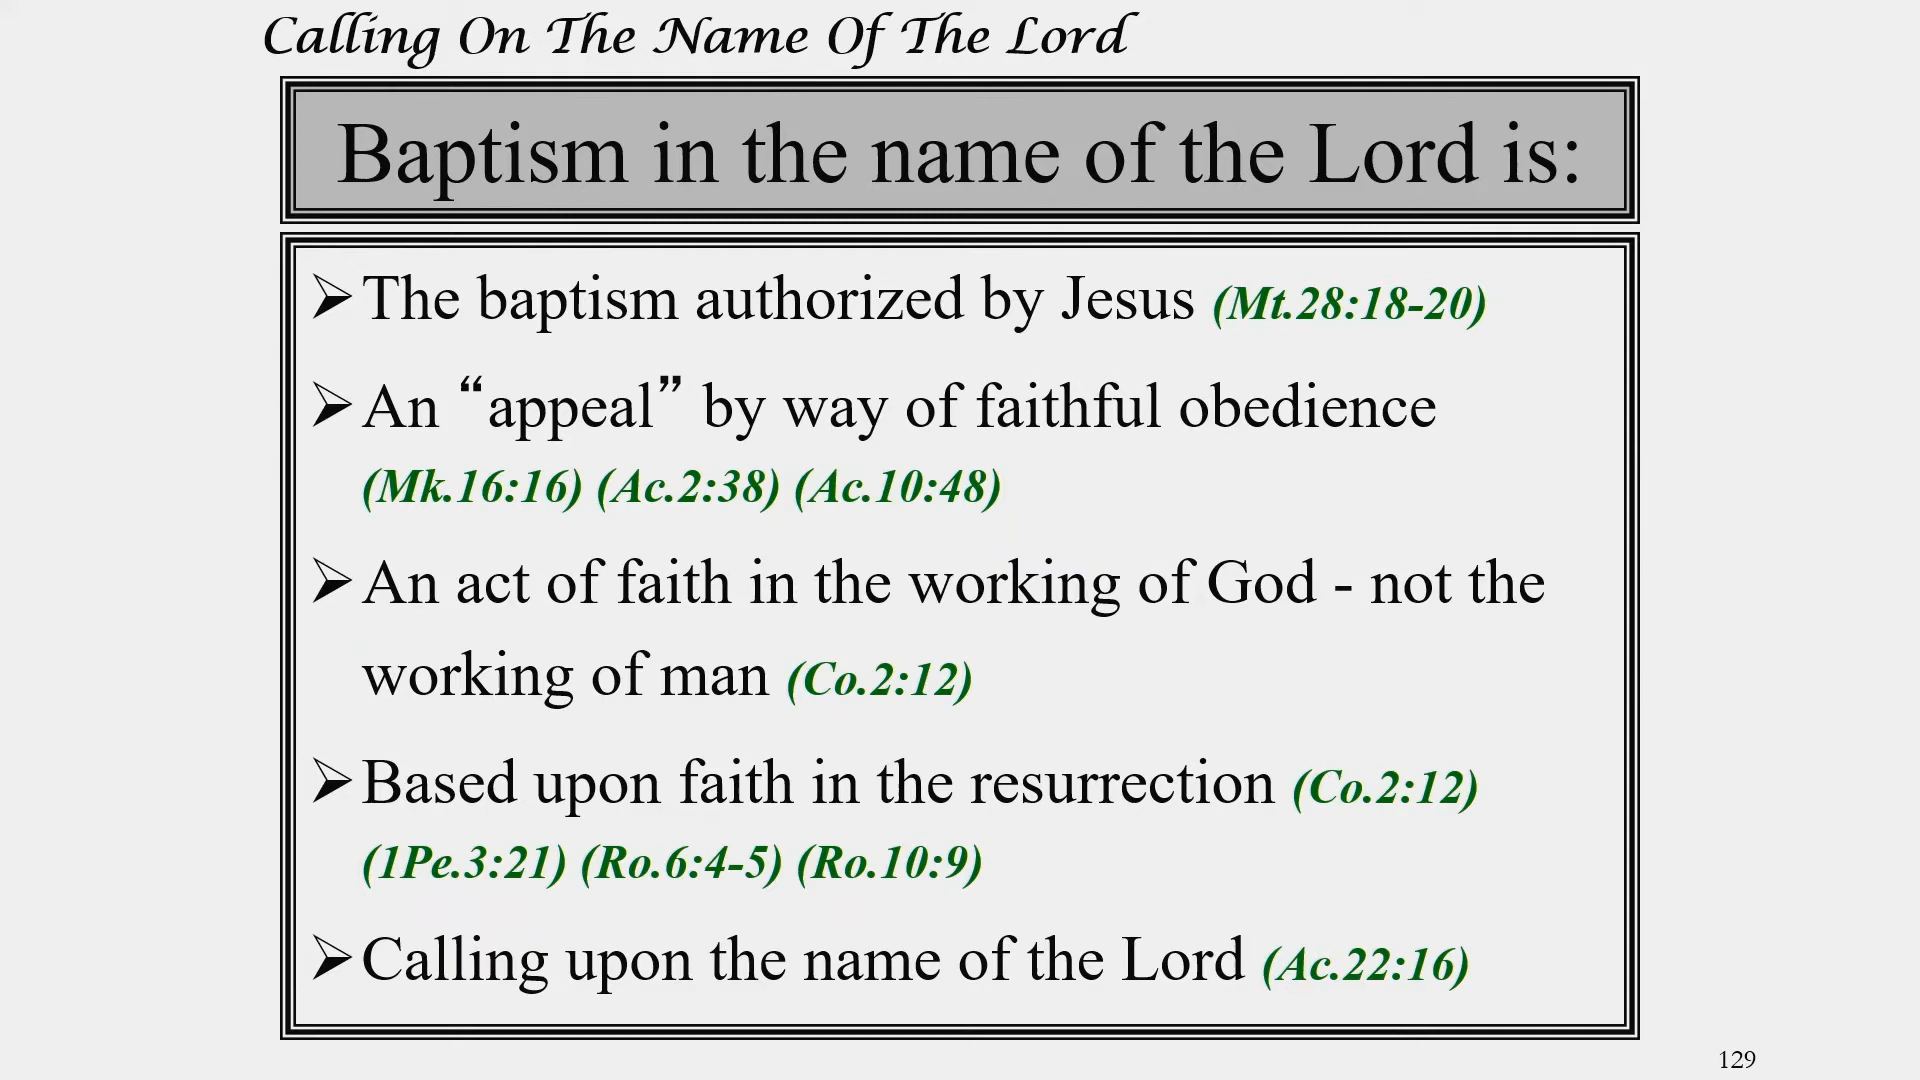 Calling On The Name Of The Lord
Baptism in the name of the Lord is:
➢The baptism authorized by Jesus (Mt.28:18-20)
➢An “appeal” by way of faithful obedience
(Mk.16:16) (Ac.2:38) (Ac.10:48)
➢An act of faith in the working of God - not the
working of man (Co.2:12)
➢Based upon faith in the resurrection (Co.2:12)
(1Pe.3:21) (Ro.6:4-5) (Ro.10:9)
➢Calling upon the name of the Lord (Ac.22:16)
129